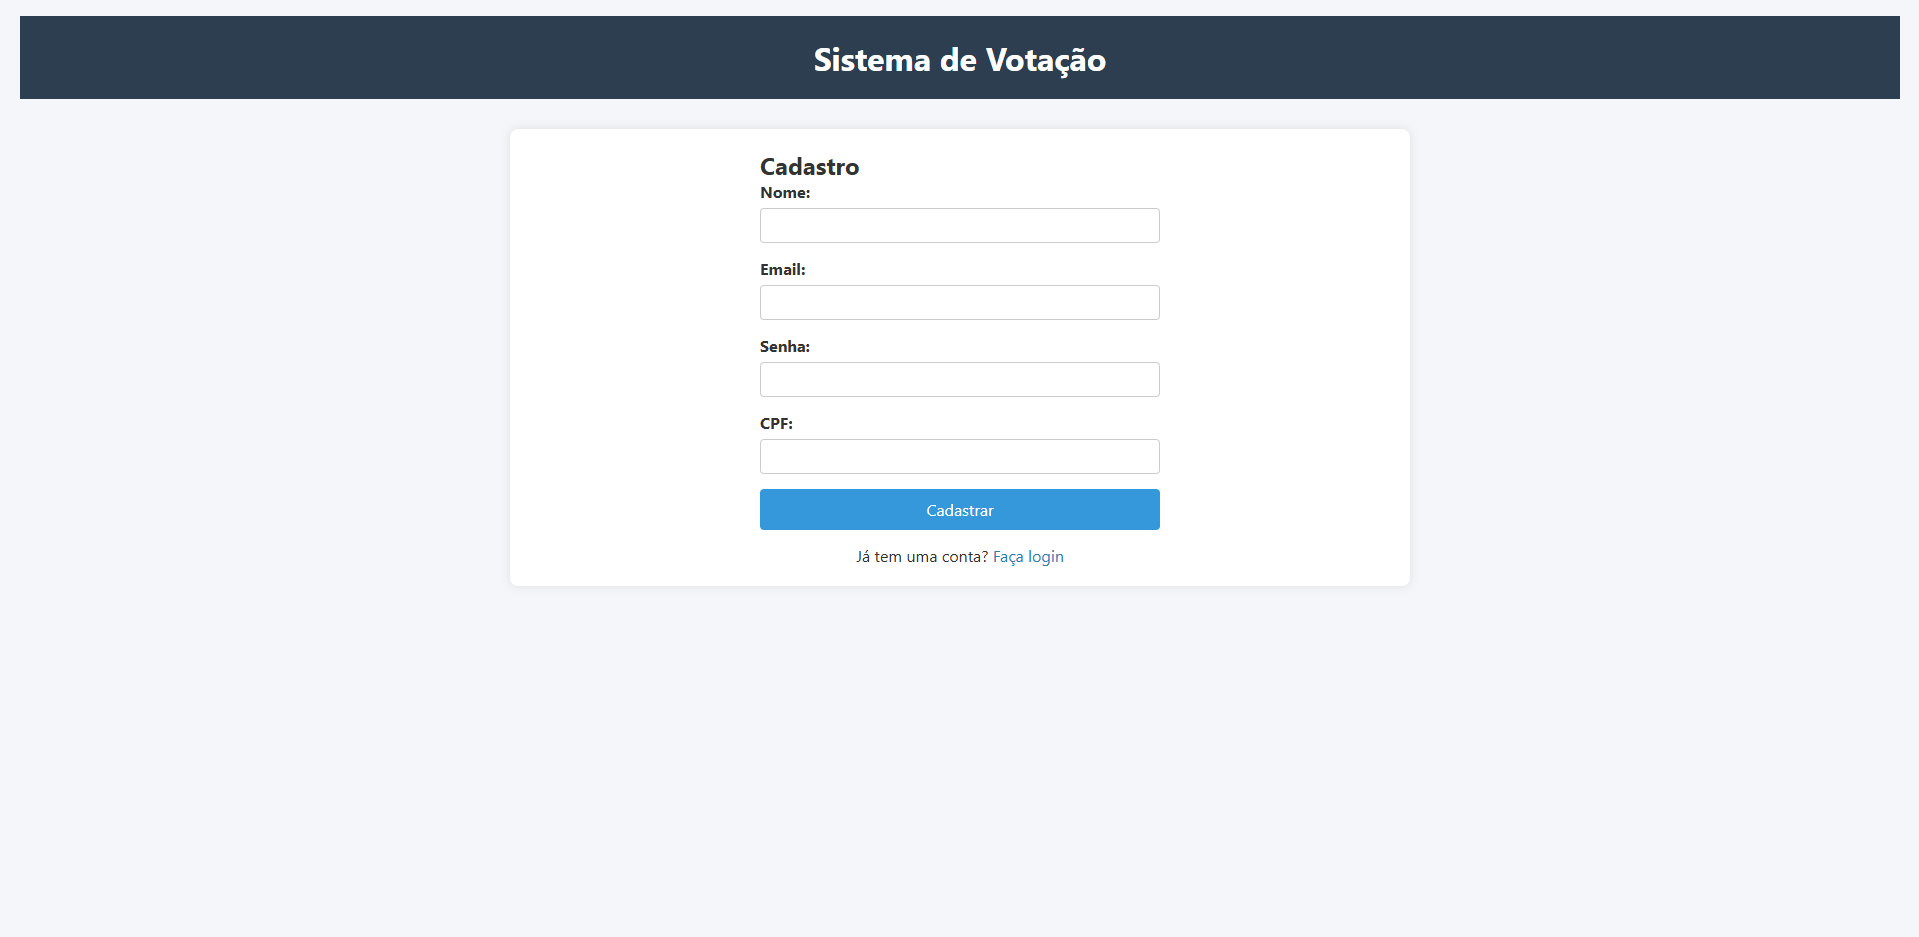 Sistema de Votação
Cadastro
Nome:
Email:
Senha:
CPF:
Cadastrar
Já tem uma conta? Faça login